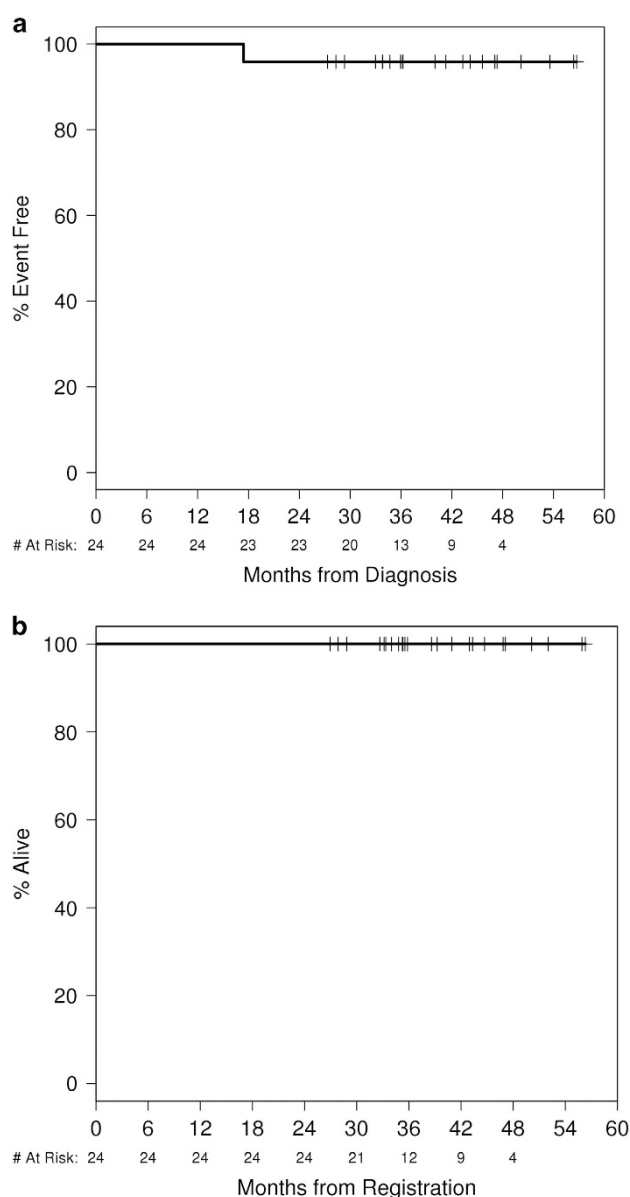 a
100
80
60
40
20
0
% Event Free
0 6 12 18 24 30 36 42 48 54 60
# At Risk: 24 24 24 23 23 20 13 9 4
Months from Diagnosis
b
100
80
60
40
20
0
% Alive
0 6 12 18 24 30 36 42 48 54 60
# At Risk: 24 24 24 24 24 21 12 9 4
Months from Registration